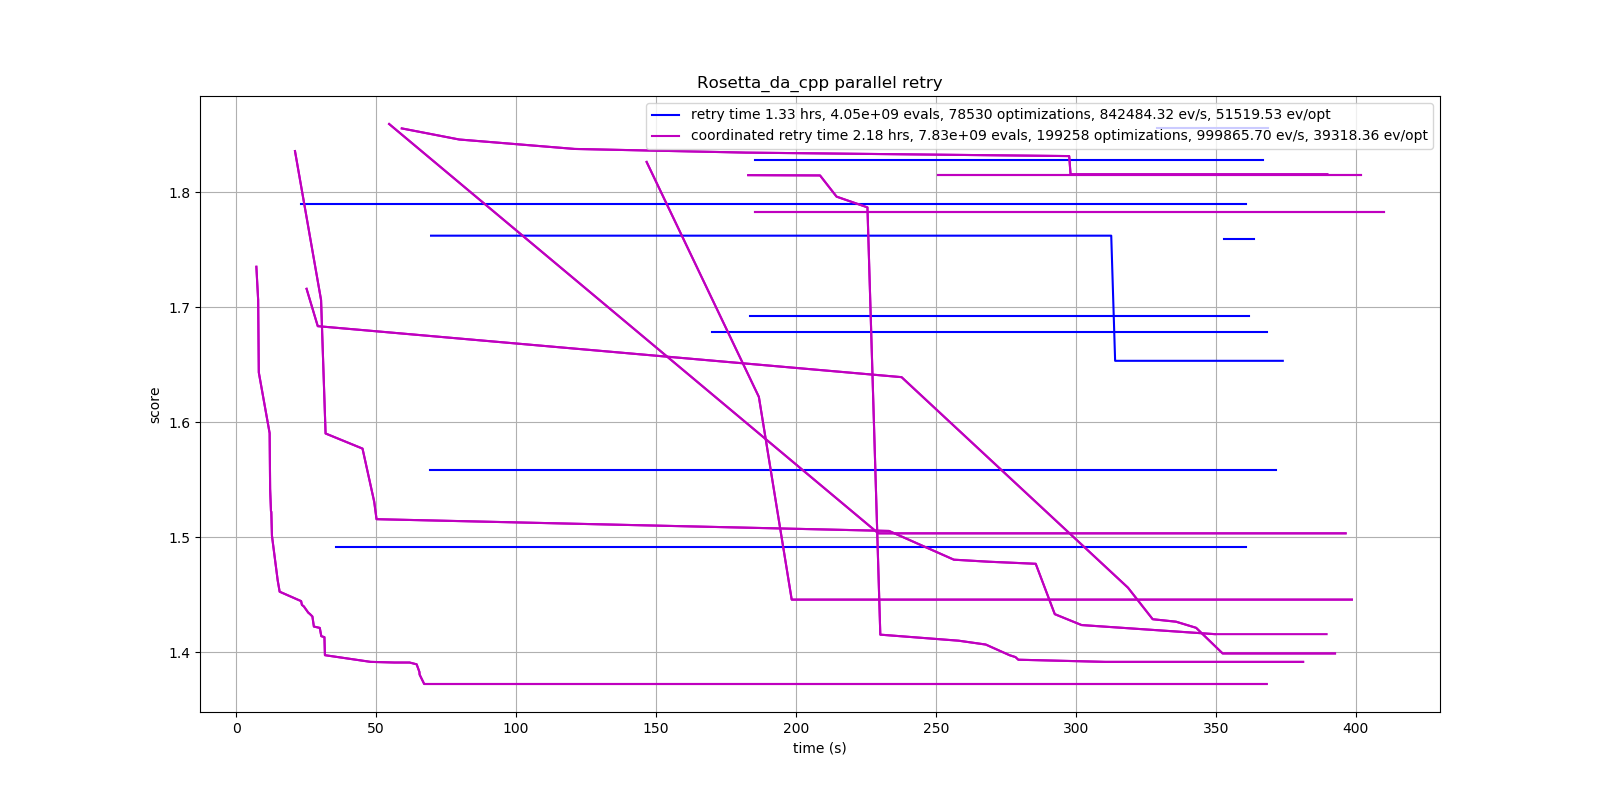 Rosetta_da_cpp parallel retry
retry time 1.33 hrs, 4.05e+09 evals, 78530 optimizations, 842484.32 ev/s, 51519.53 ev/opt
coordinated retry time 2.18 hrs, 7.83e+09 evals, 199258 optimizations, 999865.70 ev/s, 39318.36 ev/opt
score
1.8
1.7
1.6
1.5
1.4
0 50 100 150 200 250 300 350 400
time (s)